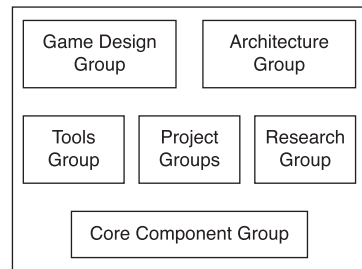 Game Design
Group
Architecture
Group
Tools
Group
Project
Groups
Research
Group
Core Component Group